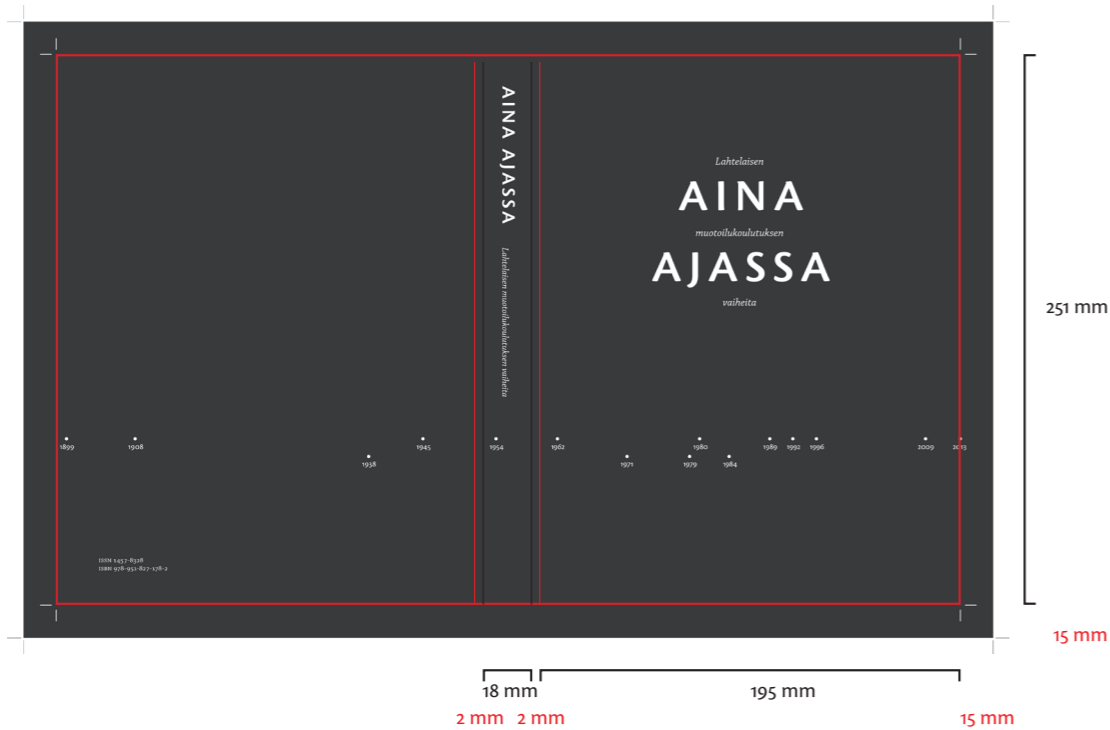 AINA AJASSA Lahtelaisen muotoilukoulutuksen vaiheita
Lahtelaisen
AINA
muotoilukoulutuksen
AJASSA
vaiheita
251 mm
1899 1908 1945 1954 1962 1980 1989 1992 1996 2009 2015
1958 1971 1979 1984
ISSN 1457-8328
ISBN 978-951-827-178-2
15 mm
18 mm 195 mm
2 mm 2 mm 15 mm